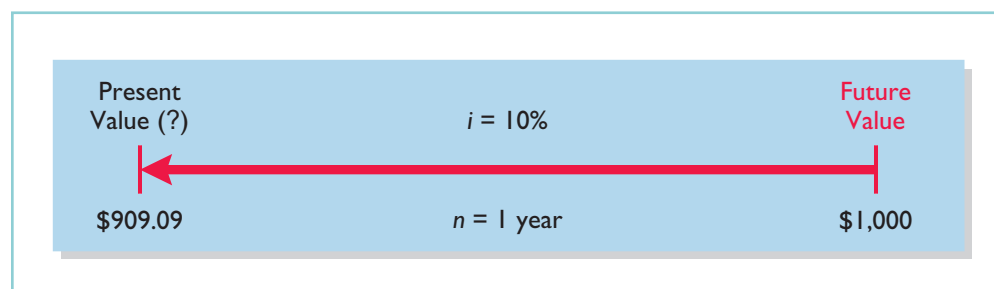 Present
Value (?)
i = 10%
Future
Value
$909.09
n = 1 year
$1,000